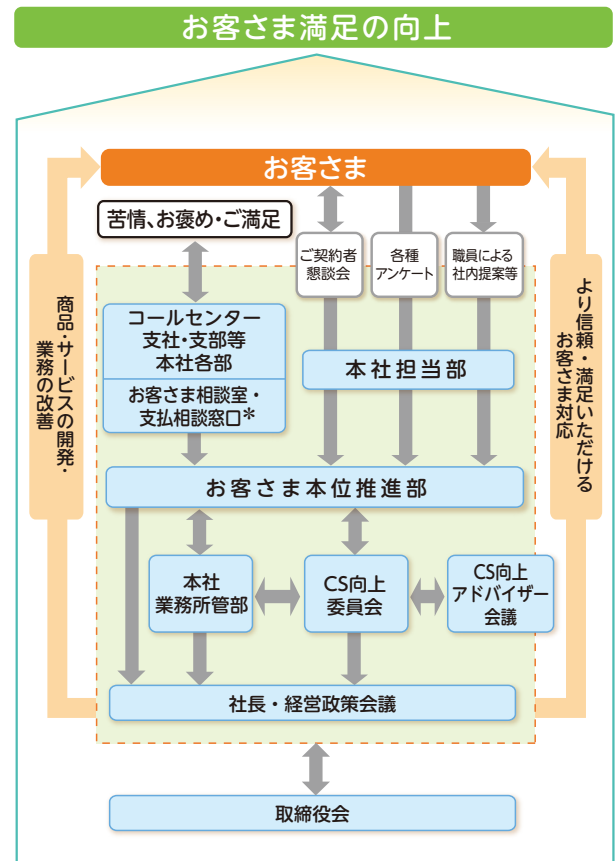 お客さま満足の向上
お客さま
苦情、お褒め・ご満足
ご契約者
懇談会
各種
アンケート
職員による
社内提案等
商品・サービスの開発・
業務の改善
より信頼・満足いただける
お客さま対応
コールセンター
支社・支部等
本社各部
お客さま相談室・
支払相談窓口*
本社担当部
お客さま本位推進部
本社
業務所管部
CS向上
委員会
CS向上
アドバイザー
会議
社長・経営政策会議
取締役会